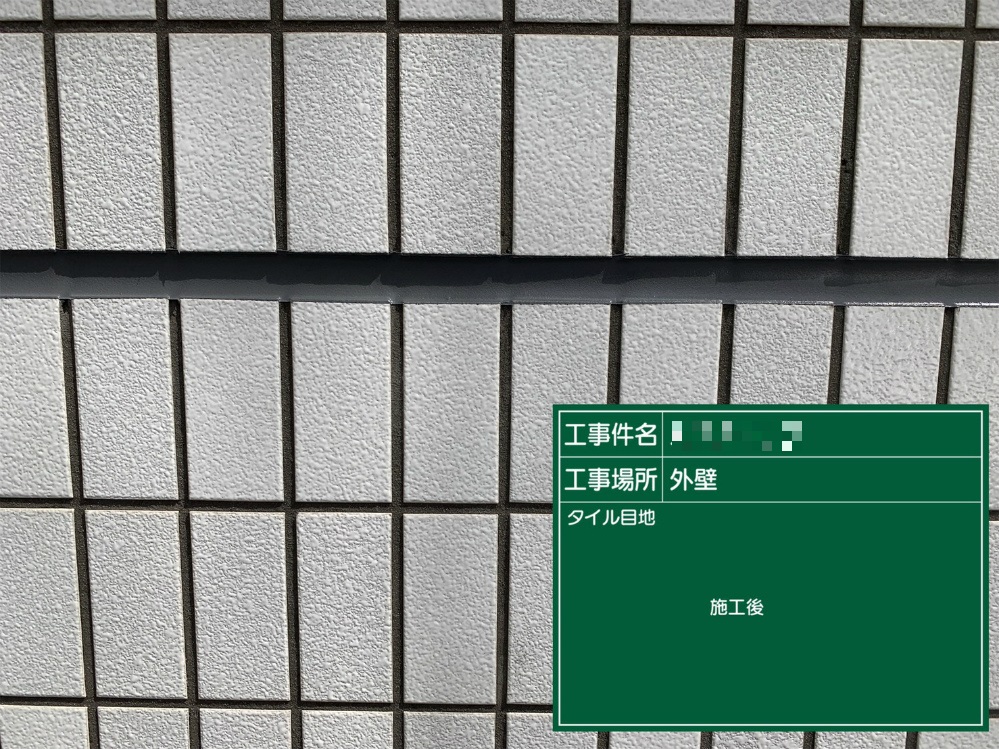 工事件名
工事場所 外壁
タイル目地
施工後